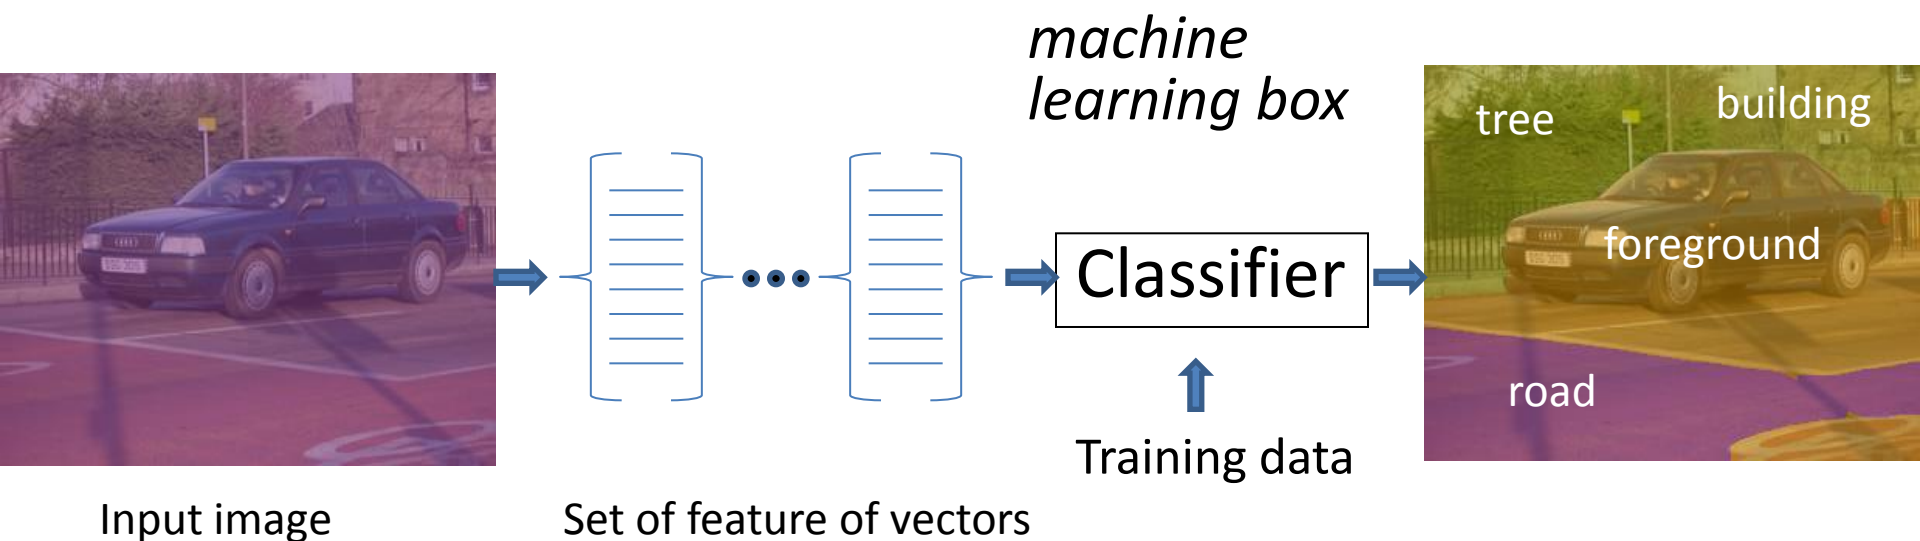 machine
learning box
tree
building
foreground
Classifier
road
Training data
Input image
Set of feature of vectors